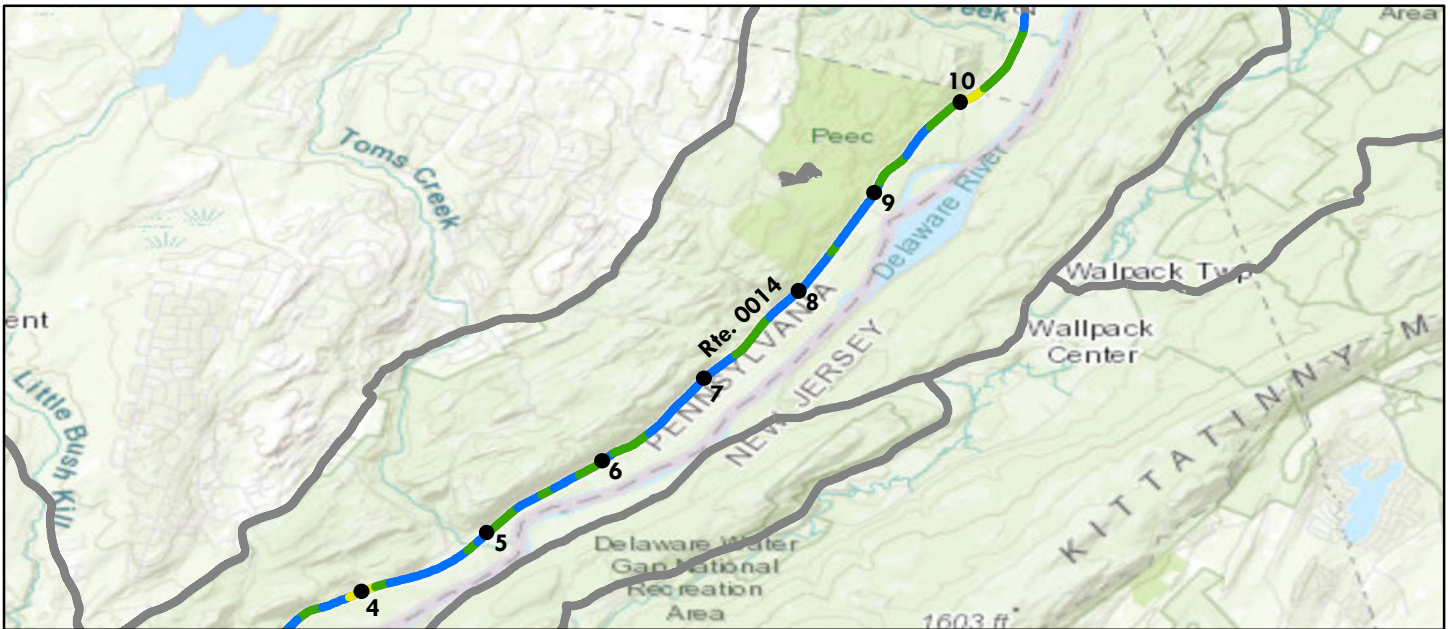 reek
Area
10
Peec
Toms Creek
9
Delaware River
Walpack Twp
8
Rte. 0014
PENNSYLVANIA
ent
Wallpack
Center
NEW JERSEY
7
KITTATINNY M
Little Bush Kill
6
5
Delaware Water
Gap National
Recreation
Area
4
1603 ft